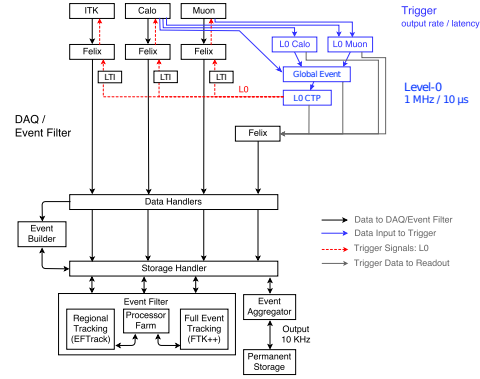 ITK
Calo
Muon
Trigger
output rate / latency
Felix
Felix
Felix
L0 Calo
L0 Muon
LTI
LTI
LTI
Global Event
L0
L0 CTP
Level-0
1 MHz / 10 μs
DAQ /
Event Filter
Felix
Data Handlers
Event
Builder
Data to DAQ/Event Filter
Data Input to Trigger
Trigger Signals: L0
Trigger Data to Readout
Storage Handler
Event Filter
Regional
Tracking
(EFTrack)
Processor
Farm
Full Event
Tracking
(FTK++)
Event
Aggregator
Output
10 KHz
Permanent
Storage